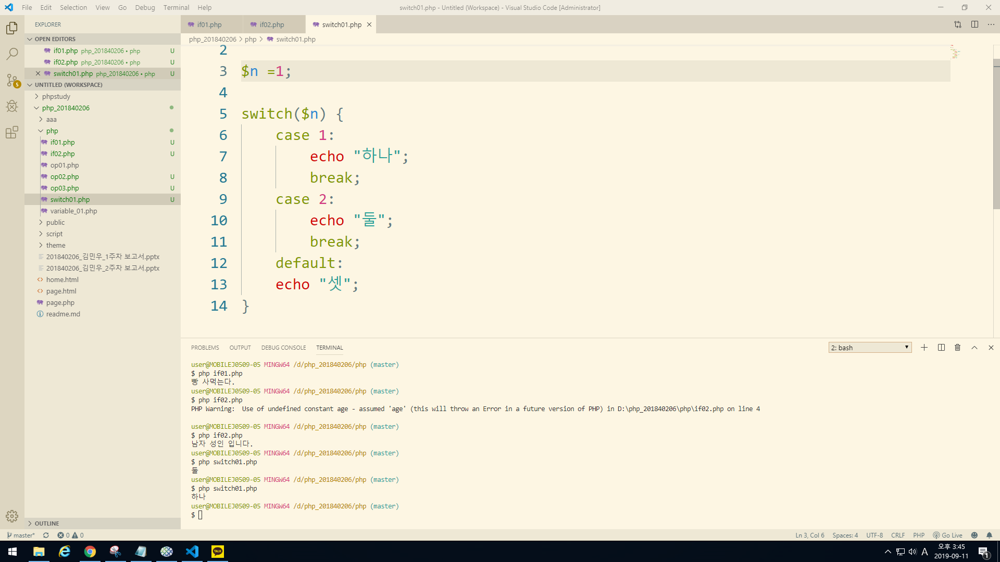 File Edit Selection View Go Debug Terminal Help
switch01.php - Untitled (Workspace) - Visual Studio Code [Administrator]
EXPLORER
OPEN EDITORS
if01.php php_201840206 • php U
if02.php php_201840206 • php U
switch01.php php_201840206 • php U
5
UNTITLED (WORKSPACE)
phpstudy
php_201840206
aaa
php
if01.php U
if02.php U
op01.php
op02.php U
op03.php U
switch01.php U
variable_01.php
public
script
theme
201840206_김민우_1주차 보고서.pptx
201840206_김민우_2주차 보고서.pptx
home.html
page.html
page.php
readme.md
OUTLINE
if01.php if02.php switch01.php
php_201840206 > php > switch01.php
2
3 $n =1;
4
5 switch($n) {
6 case 1:
7 echo "하나";
8 break;
9 case 2:
10 echo "둘";
11 break;
12 default:
13 echo "셋";
14 }
PROBLEMS OUTPUT DEBUG CONSOLE TERMINAL
2: bash
user@MOBILEJ0509-05 MINGW64 /d/php_201840206/php (master)
$ php if01.php
빵 사먹는다.
user@MOBILEJ0509-05 MINGW64 /d/php_201840206/php (master)
$ php if02.php
PHP Warning:  Use of undefined constant age - assumed 'age' (this will throw an Error in a future version of PHP) in D:\php_201840206\php\if02.php on line 4
user@MOBILEJ0509-05 MINGW64 /d/php_201840206/php (master)
$ php if02.php
남자 성인 입니다.
user@MOBILEJ0509-05 MINGW64 /d/php_201840206/php (master)
$ php switch01.php
둘
user@MOBILEJ0509-05 MINGW64 /d/php_201840206/php (master)
$ php switch01.php
하나
user@MOBILEJ0509-05 MINGW64 /d/php_201840206/php (master)
$
master* 0 0
Ln 3, Col 6 Spaces: 4 UTF-8 CRLF PHP Go Live
TALK
A
오후 3:45
2019-09-11
1